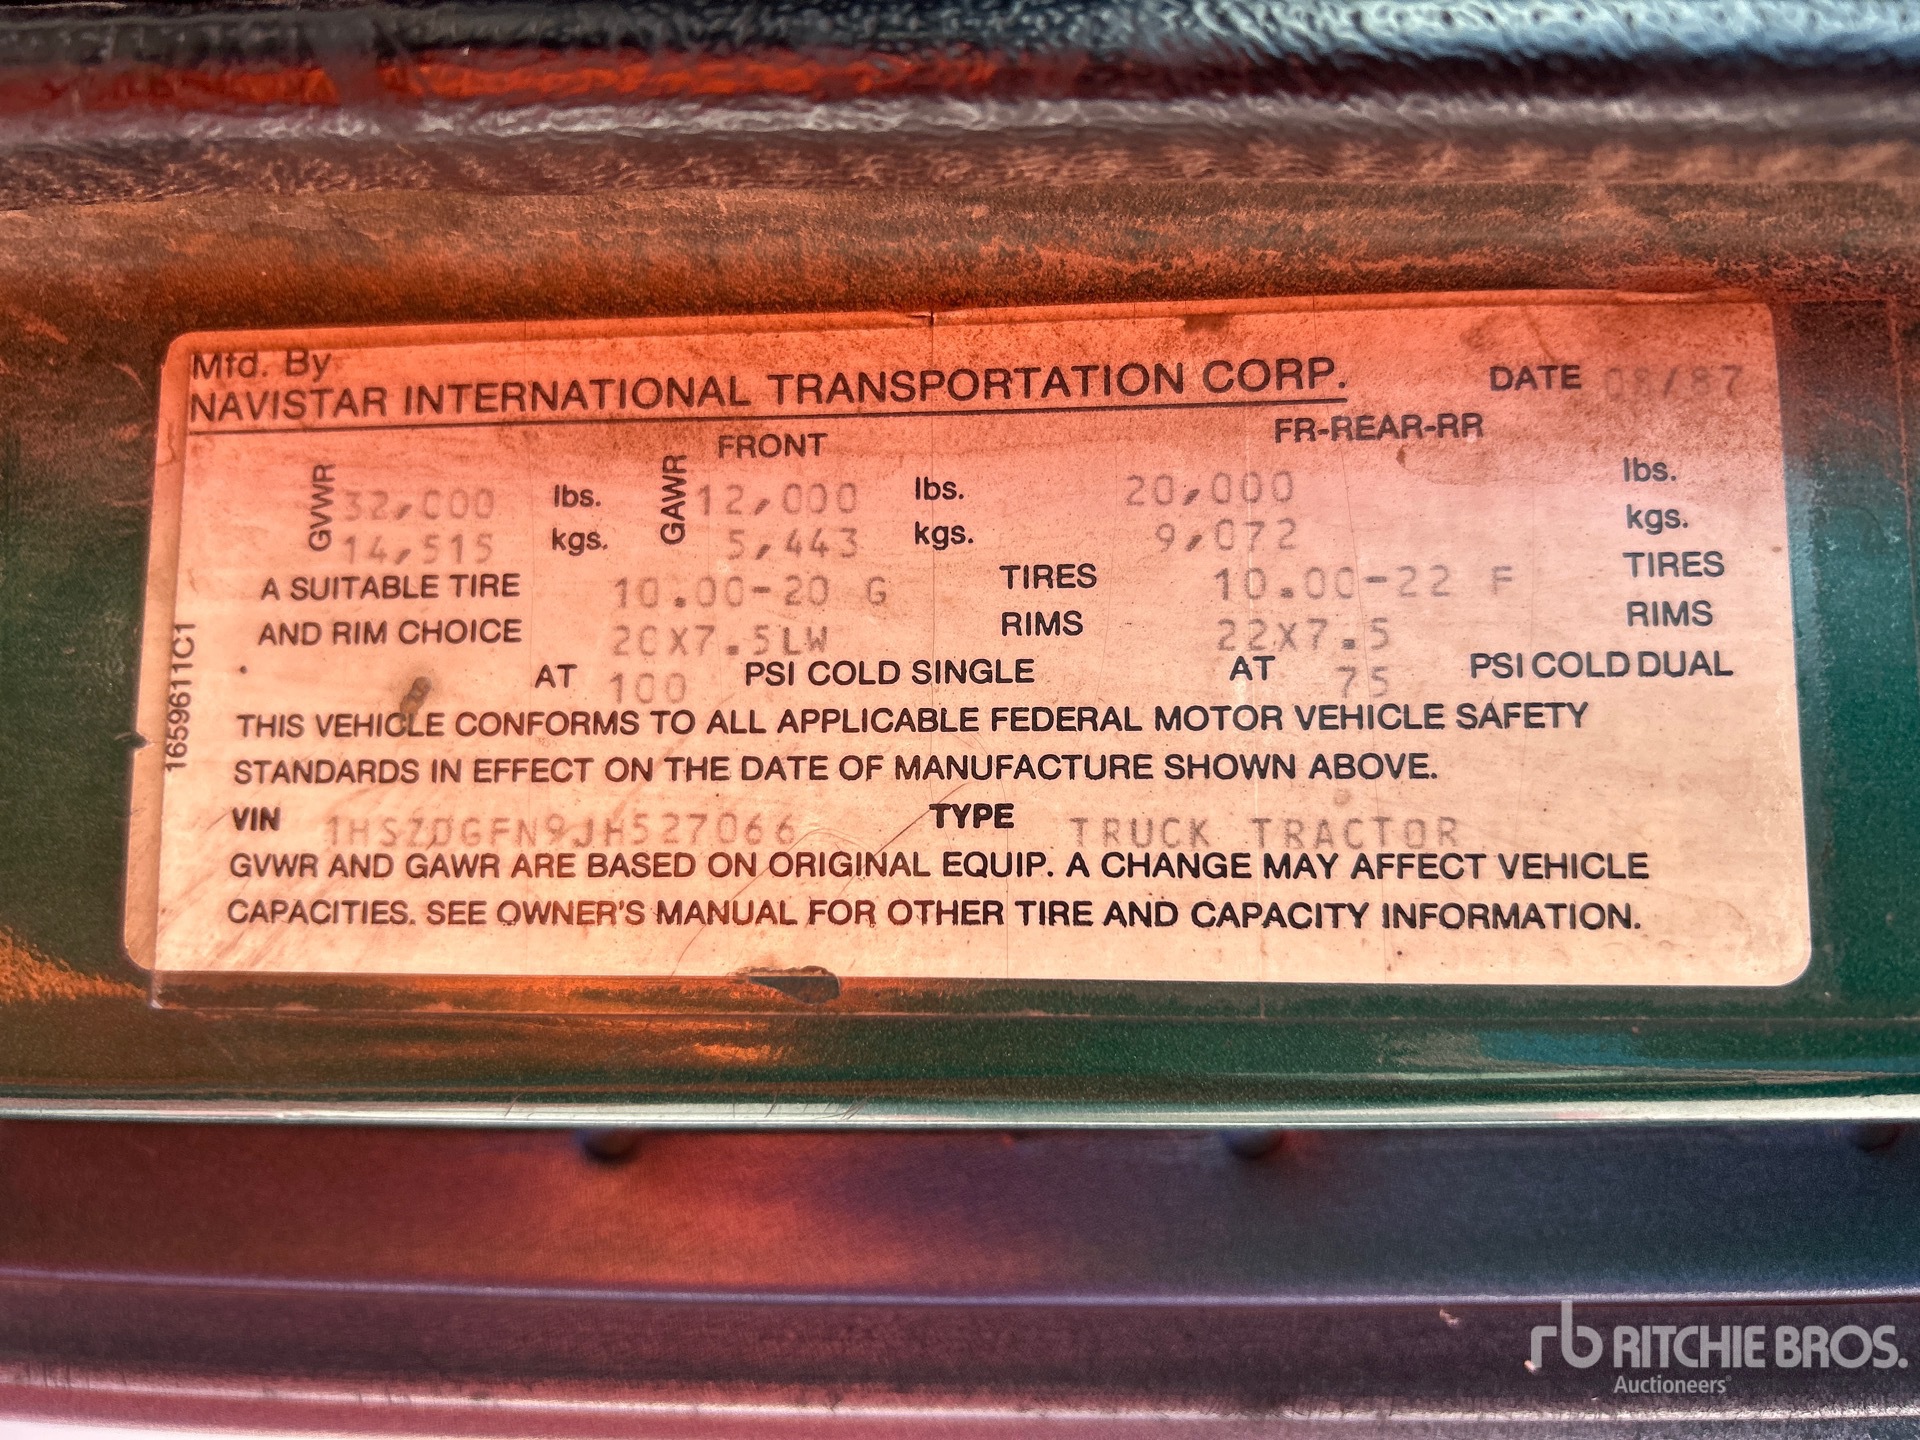 Mfd. By
NAVISTAR INTERNATIONAL TRANSPORTATION CORP. DATE 08/87
FRONT FR-REAR-RR
GVWR 32,000 lbs. GAWR 12,000 lbs. 20,000 lbs.
14,515 kgs. 5,443 kgs. 9,072 kgs.
A SUITABLE TIRE 10.00-20 G TIRES 10.00-22 F TIRES
AND RIM CHOICE 20X7.5LW RIMS 22X7.5 RIMS
AT 100 PSI COLD SINGLE AT 75 PSI COLD DUAL
THIS VEHICLE CONFORMS TO ALL APPLICABLE FEDERAL MOTOR VEHICLE SAFETY
STANDARDS IN EFFECT ON THE DATE OF MANUFACTURE SHOWN ABOVE.
VIN 1HSZDGFN9JH527066 TYPE TRUCK TRACTOR
GVWR AND GAWR ARE BASED ON ORIGINAL EQUIP. A CHANGE MAY AFFECT VEHICLE
CAPACITIES. SEE OWNER'S MANUAL FOR OTHER TIRE AND CAPACITY INFORMATION.
1659611C1
rb RITCHIE BROS.
Auctioneers